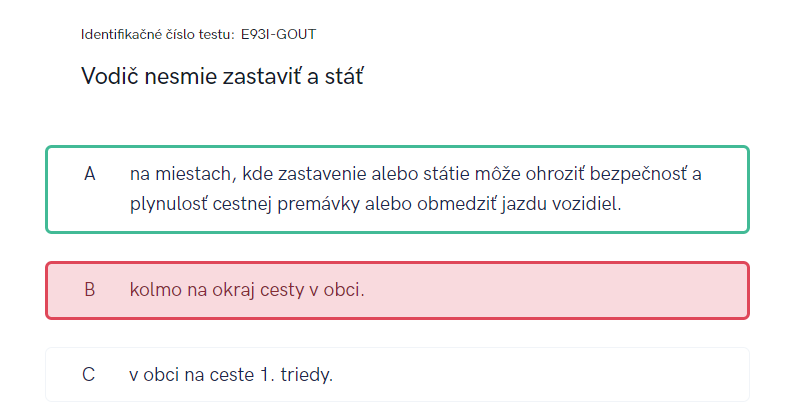 Identifikačné číslo testu: E93I-GOUT
Vodič nesmie zastaviť a stáť
A na miestach, kde zastavenie alebo státie môže ohroziť bezpečnosť a
plynulosť cestnej premávky alebo obmedziť jazdu vozidiel.
B kolmo na okraj cesty v obci.
C v obci na ceste 1. triedy.